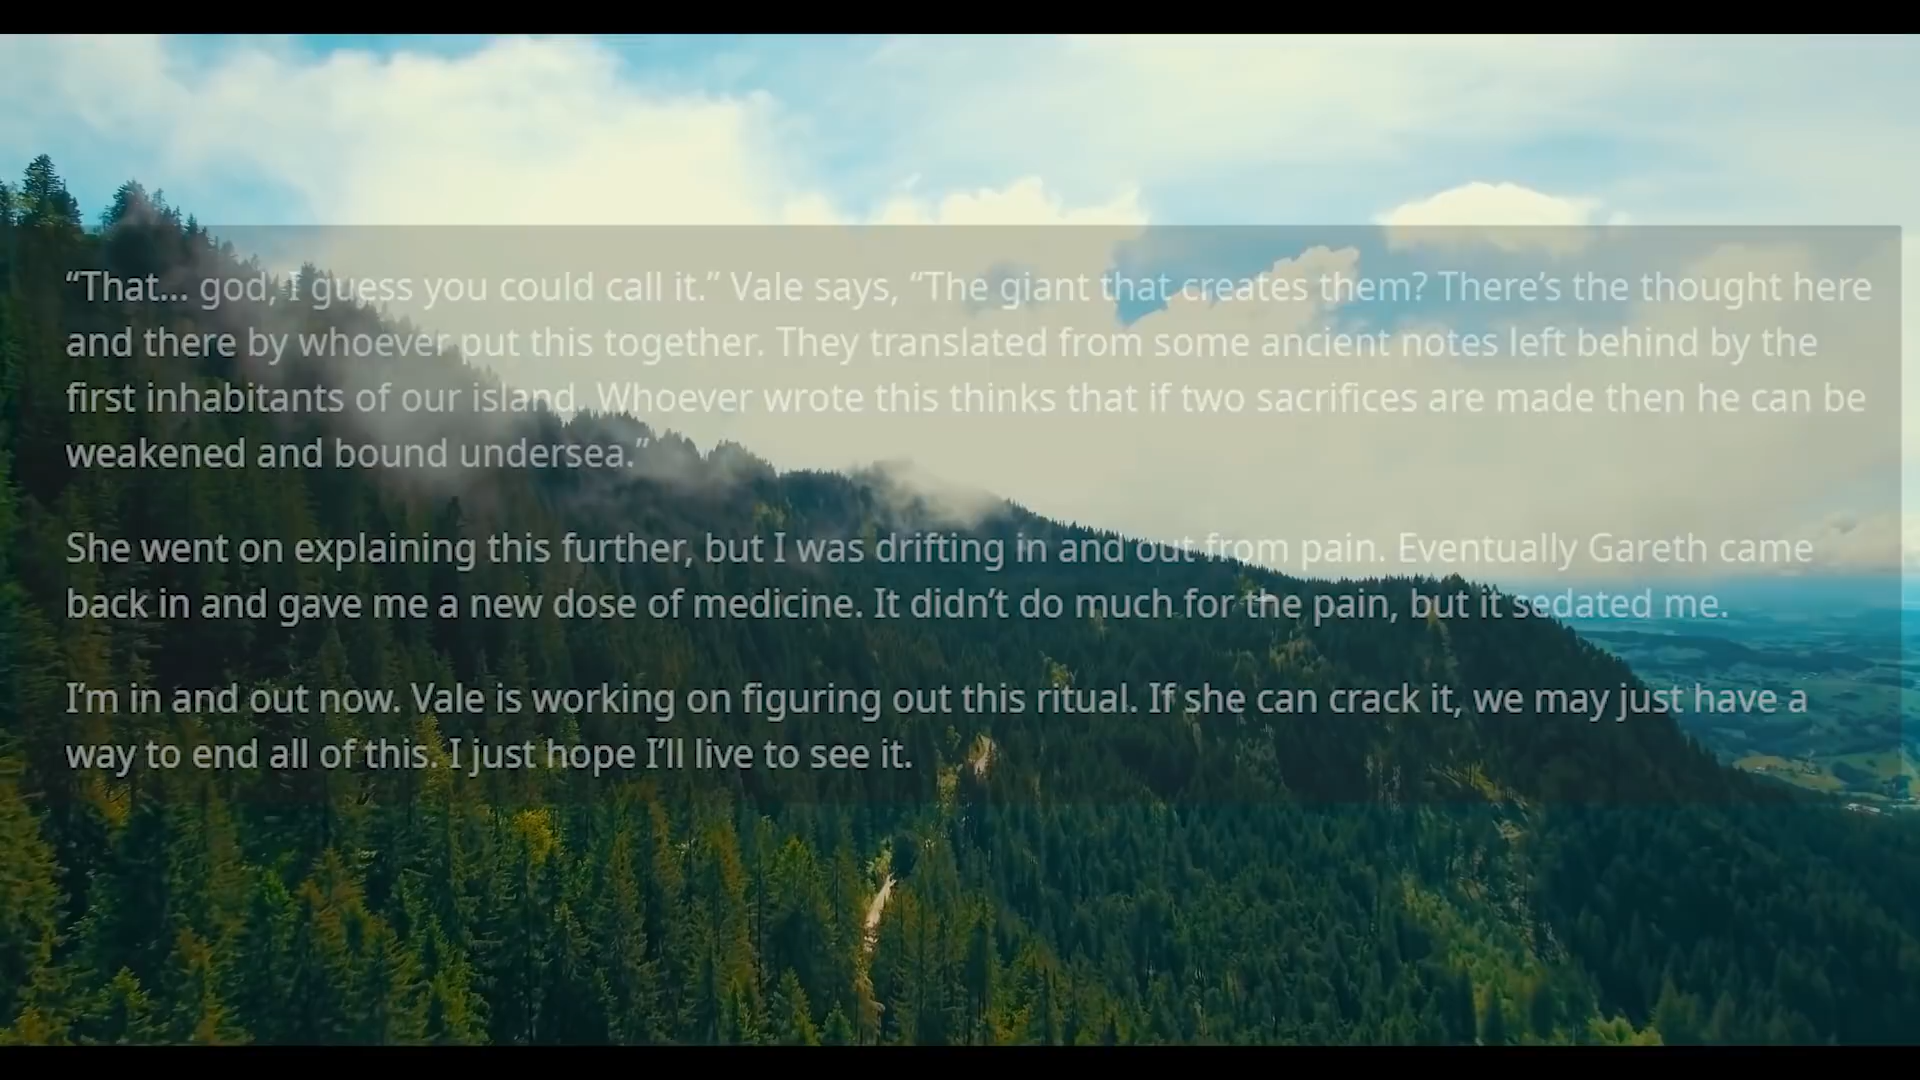 “That... god, I guess you could call it.” Vale says, “The giant that creates them? There’s the thought here
and there by whoever put this together. They translated from some ancient notes left behind by the
first inhabitants of our island. Whoever wrote this thinks that if two sacrifices are made then he can be
weakened and bound undersea.”
She went on explaining this further, but I was drifting in and out from pain. Eventually Gareth came
back in and gave me a new dose of medicine. It didn’t do much for the pain, but it sedated me.
I’m in and out now. Vale is working on figuring out this ritual. If she can crack it, we may just have a
way to end all of this. I just hope I’ll live to see it.